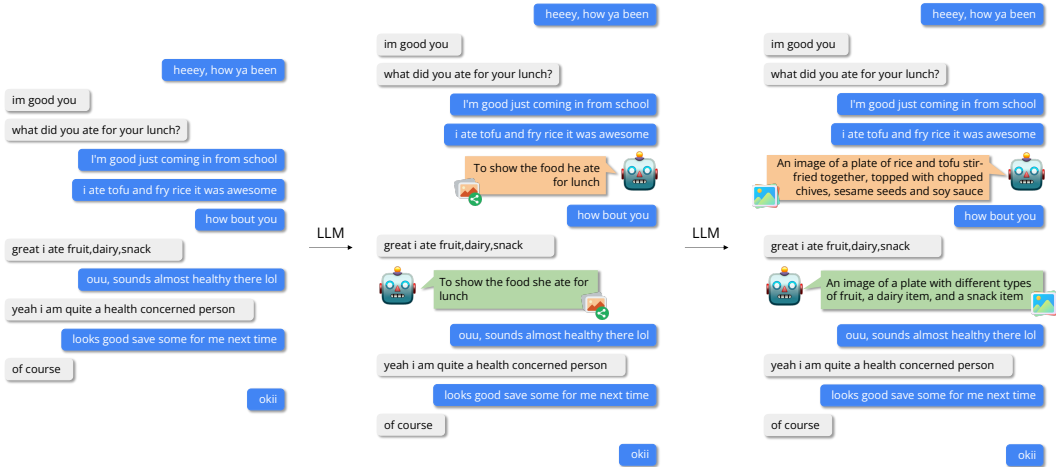 heeey, how ya been
im good you
what did you ate for your lunch?
I'm good just coming in from school
i ate tofu and fry rice it was awesome
how bout you
great i ate fruit,dairy,snack
ouu, sounds almost healthy there lol
yeah i am quite a health concerned person
looks good save some for me next time
of course
okii
LLM
heeey, how ya been
im good you
what did you ate for your lunch?
I'm good just coming in from school
i ate tofu and fry rice it was awesome
To show the food he ate
for lunch
how bout you
great i ate fruit,dairy,snack
To show the food she ate for
lunch
ouu, sounds almost healthy there lol
yeah i am quite a health concerned person
looks good save some for me next time
of course
okii
LLM
heeey, how ya been
im good you
what did you ate for your lunch?
I'm good just coming in from school
i ate tofu and fry rice it was awesome
An image of a plate of rice and tofu stir-
fried together, topped with chopped
chives, sesame seeds and soy sauce
how bout you
great i ate fruit,dairy,snack
An image of a plate with different types
of fruit, a dairy item, and a snack item
ouu, sounds almost healthy there lol
yeah i am quite a health concerned person
looks good save some for me next time
of course
okii